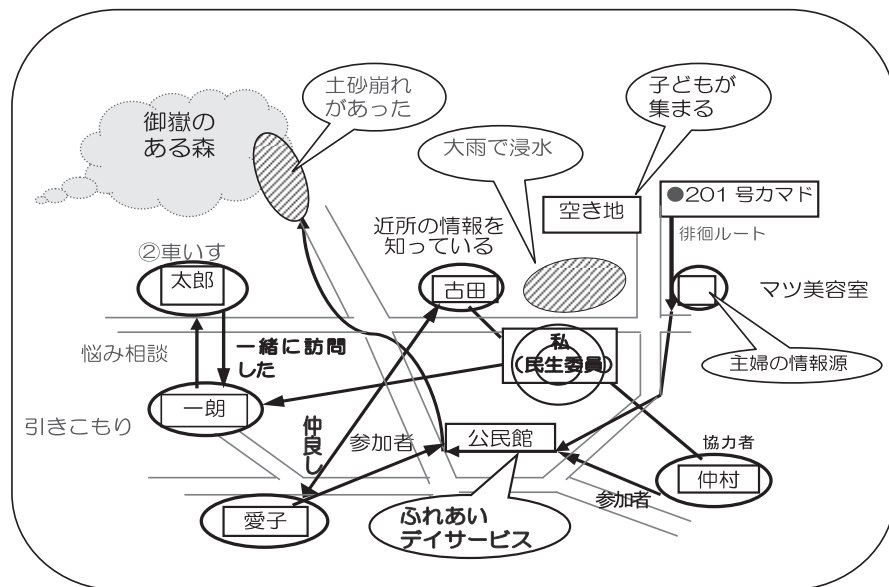 土砂崩れ
があった
子どもが
集まる
御嶽の
ある森
大雨で浸水
●201号カマド
空き地
近所の情報を
知っている
徘徊ルート
②車いす
太郎
古田
マツ美容室
私
(民生委員)
悩み相談
一緒に訪問
した
主婦の情報源
一朗
引きこもり
仲良し
参加者
公民館
協力者
仲村
参加者
愛子
ふれあい
デイサービス